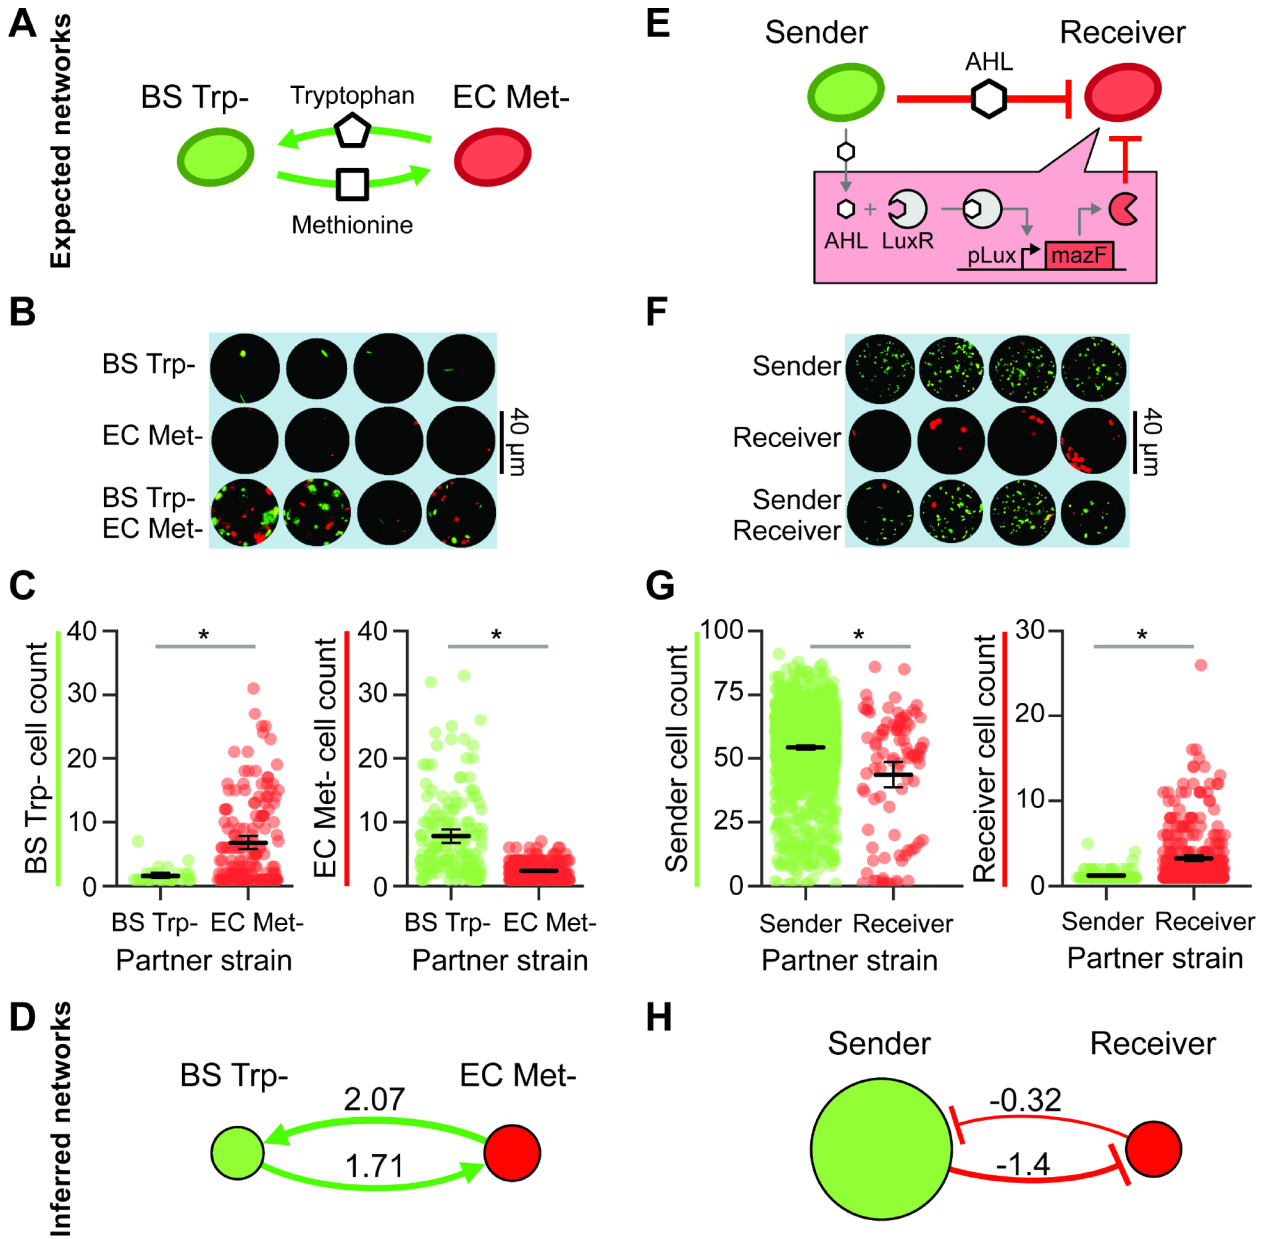 A
Expected networks
BS Trp-
Tryptophan
EC Met-
Methionine
B
BS Trp-
EC Met-
BS Trp-
EC Met-
40 µm
C
BS Trp- cell count
40
30
20
10
0
*
BS Trp- EC Met-
Partner strain
EC Met- cell count
40
30
20
10
0
*
BS Trp- EC Met-
Partner strain
D
Inferred networks
BS Trp-
EC Met-
2.07
1.71
E
Sender
Receiver
AHL
+
AHL LuxR
pLux mazF
F
Sender
Receiver
Sender
Receiver
40 µm
G
Sender cell count
100
75
50
25
0
*
Sender Receiver
Partner strain
Receiver cell count
30
20
10
0
*
Sender Receiver
Partner strain
H
Sender
Receiver
-0.32
-1.4